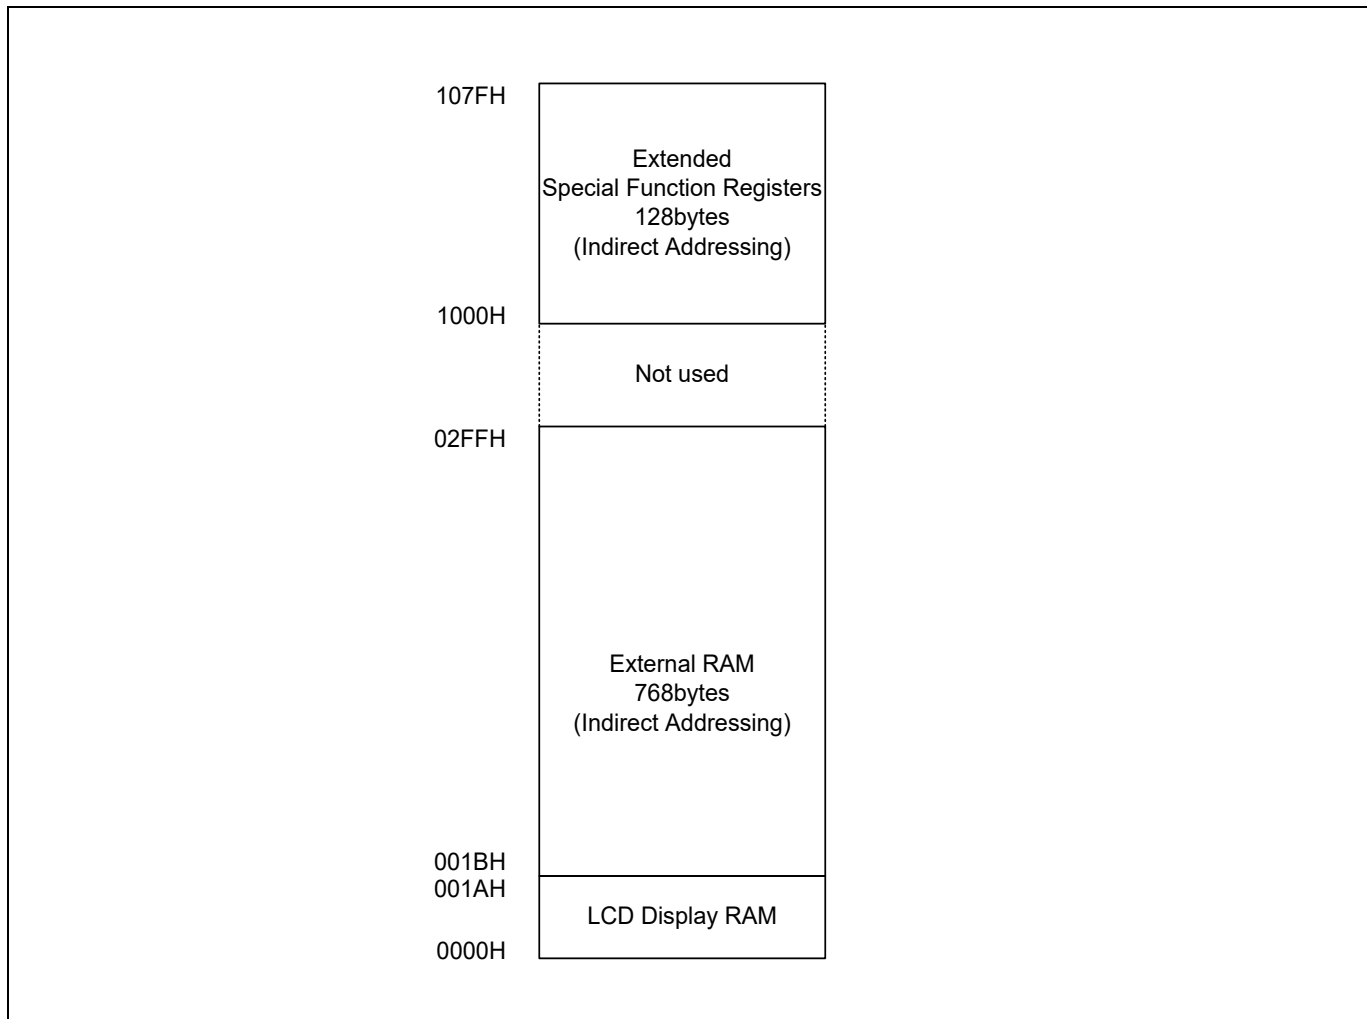 107FH
Extended
Special Function Registers
128bytes
(Indirect Addressing)
1000H
Not used
02FFH
External RAM
768bytes
(Indirect Addressing)
001BH
001AH
LCD Display RAM
0000H